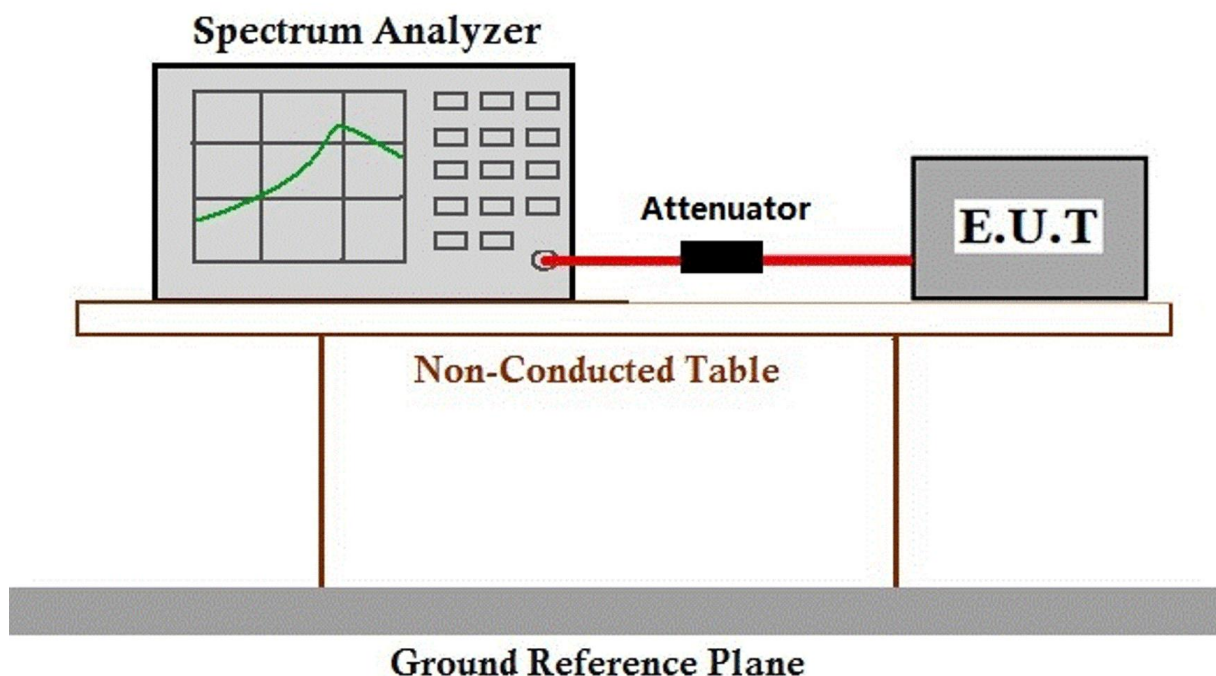 Spectrum Analyzer
Attenuator
E.U.T
Non-Conducted Table
Ground Reference Plane